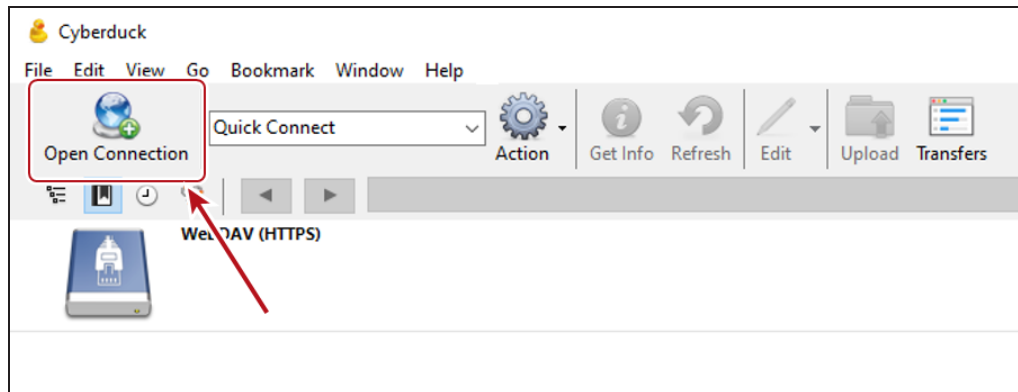 Cyberduck
File Edit View Go Bookmark Window Help
Quick Connect
Open Connection Action Get Info Refresh Edit Upload Transfers
WebDAV (HTTPS)